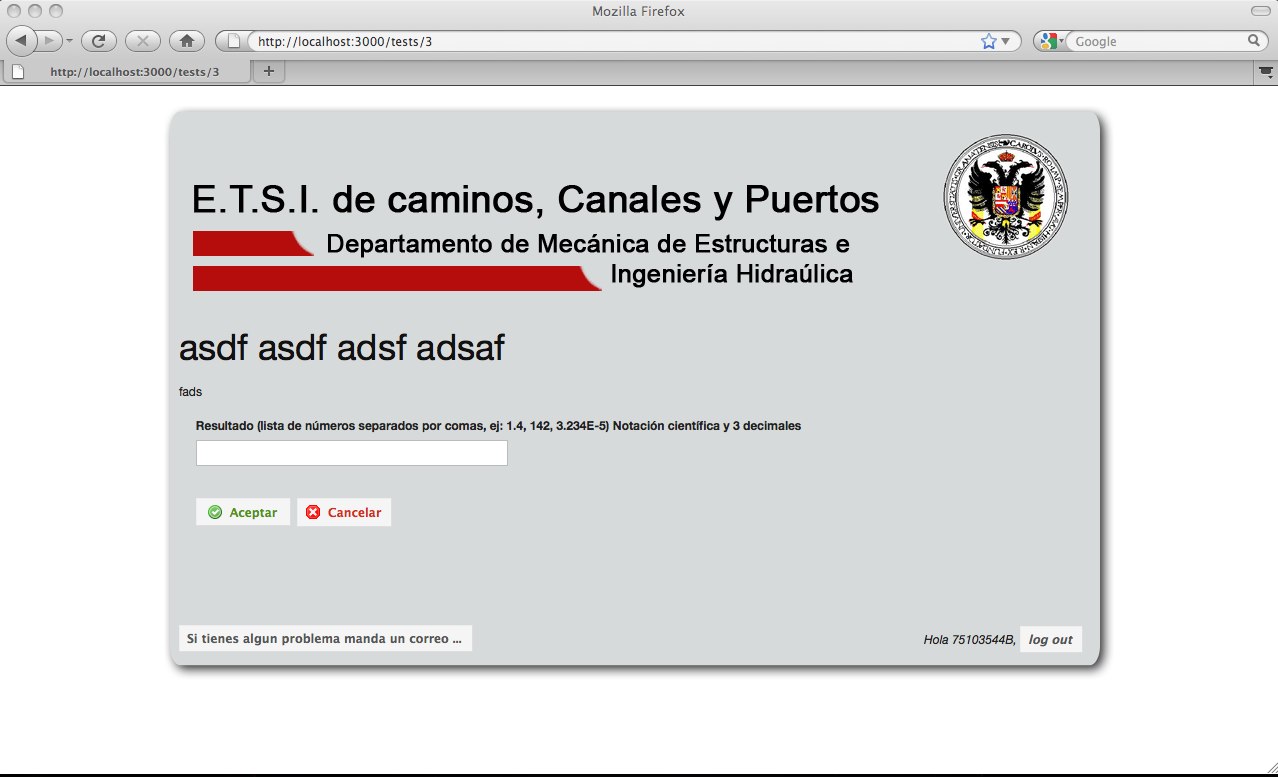 Mozilla Firefox
http://localhost:3000/tests/3
Google
http://localhost:3000/tests/3
E.T.S.I. de caminos, Canales y Puertos
Departamento de Mecánica de Estructuras e
Ingeniería Hidraúlica
asdf asdf adsf adsaf
fads
Resultado (lista de números separados por comas, ej: 1.4, 142, 3.234E-5) Notación científica y 3 decimales
Aceptar Cancelar
Si tienes algun problema manda un correo ...
Hola 75103544B, log out